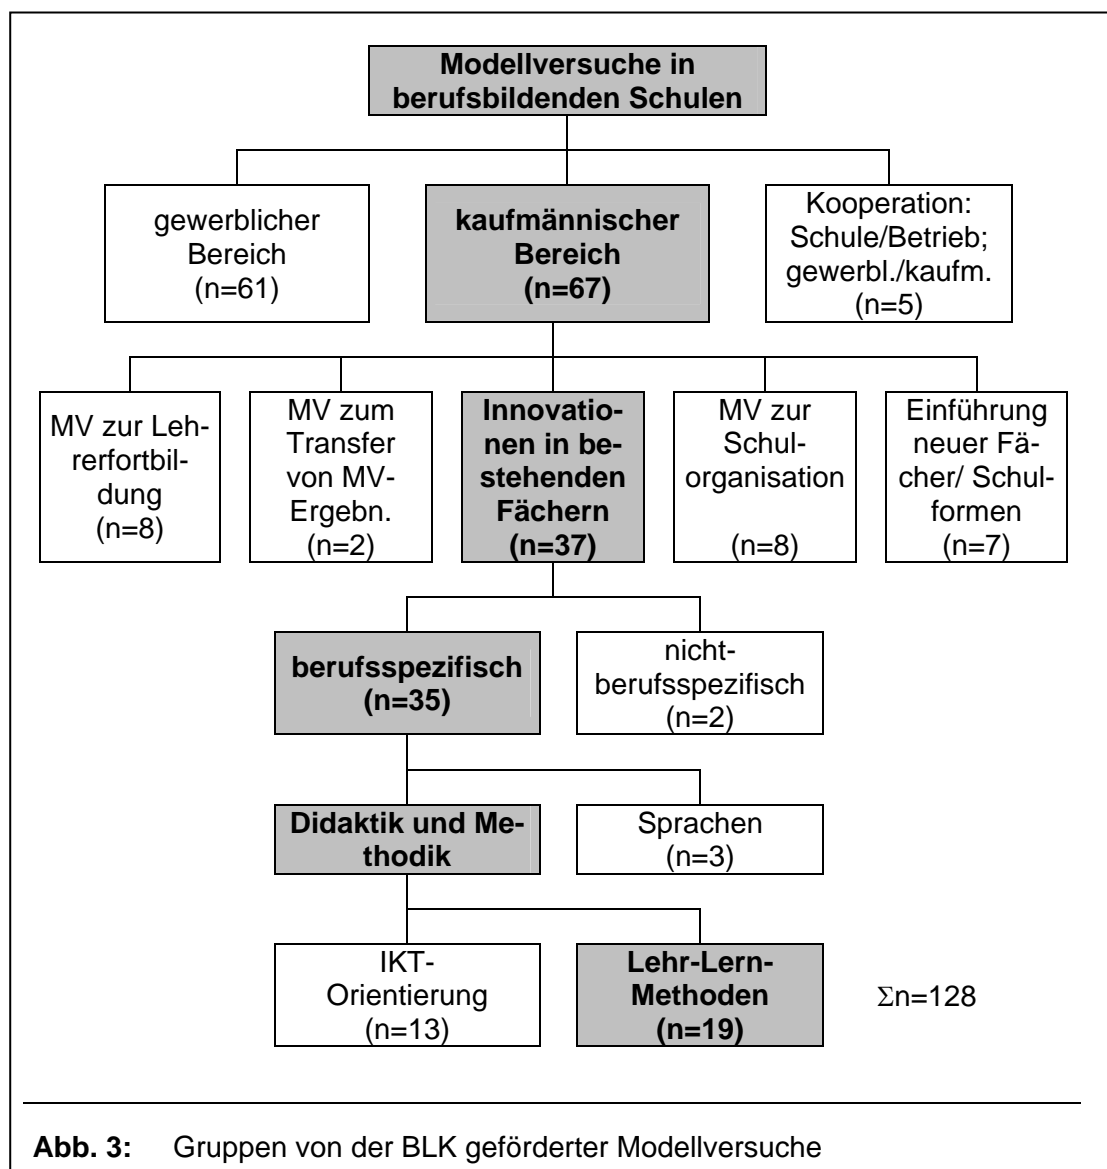 Modellversuche in
berufsbildenden Schulen
gewerblicher
Bereich
(n=61)
kaufmännischer
Bereich
(n=67)
Kooperation:
Schule/Betrieb;
gewerbl./kaufm.
(n=5)
MV zur Leh-
rerfortbil-
dung
(n=8)
MV zum
Transfer
von MV-
Ergebn.
(n=2)
Innovatio-
nen in be-
stehenden
Fächern
(n=37)
MV zur
Schul-
organisation
(n=8)
Einführung
neuer Fä-
cher/ Schul-
formen
(n=7)
berufsspezifisch
(n=35)
nicht-
berufsspezifisch
(n=2)
Didaktik und Me-
thodik
Sprachen
(n=3)
IKT-
Orientierung
(n=13)
Lehr-Lern-
Methoden
(n=19)
Σn=128
Abb. 3: Gruppen von der BLK geförderter Modellversuche